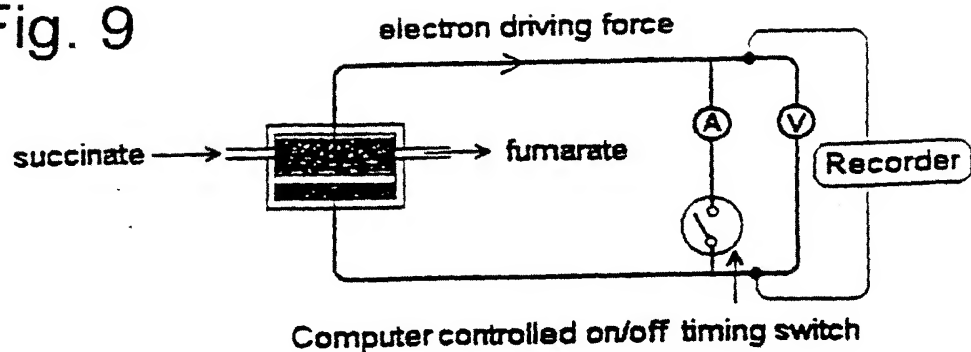 Fig. 9
electron driving force
A
V
succinate
fumarate
Recorder
Computer controlled on/off timing switch